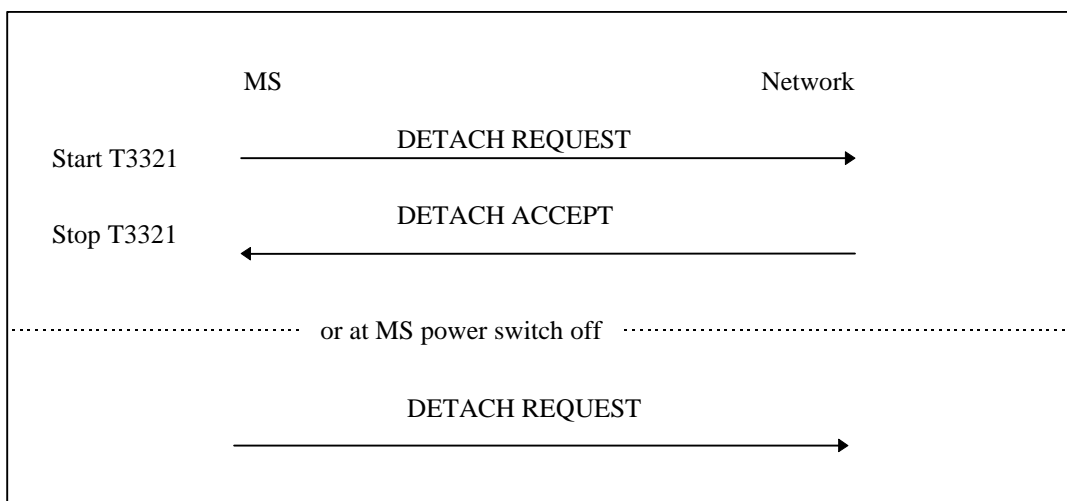 MS Network
Start T3321 DETACH REQUEST
Stop T3321 DETACH ACCEPT
or at MS power switch off
DETACH REQUEST